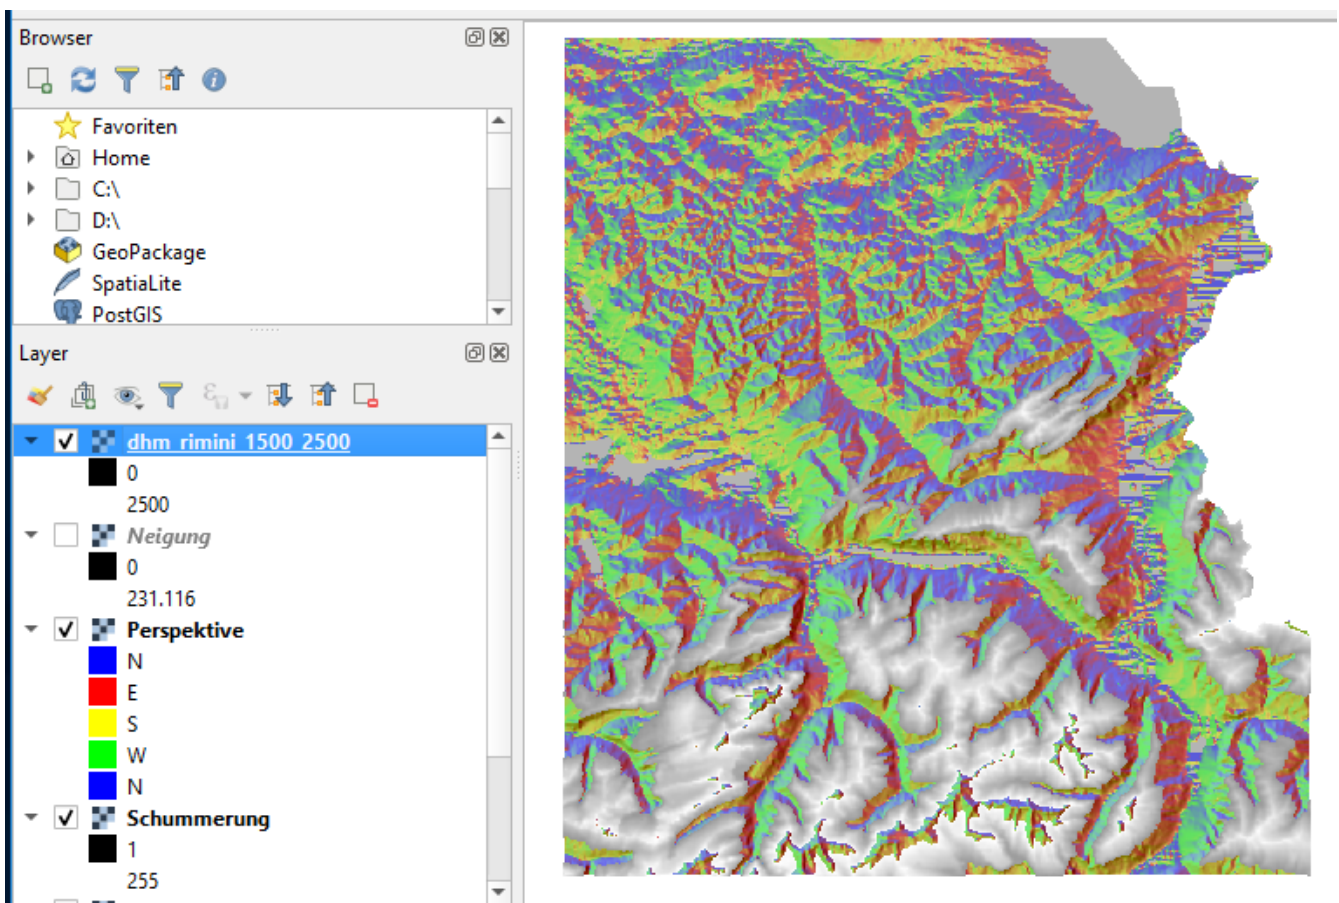 Browser
Favoriten
Home
C:\
D:\
GeoPackage
SpatiaLite
PostGIS
Layer
dhm_rimini_1500_2500
0
2500
Neigung
0
231.116
Perspektive
N
E
S
W
N
Schummerung
1
255